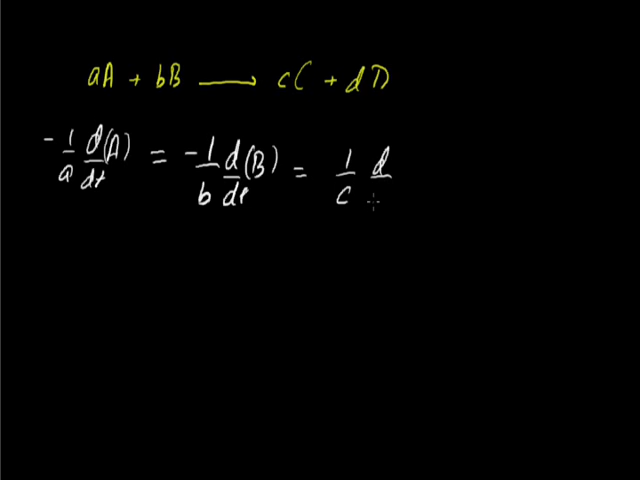 aA + bB ⟶ cC + dD
-1/a d/dt (A) = -1/b d/dt (B) = 1/c d